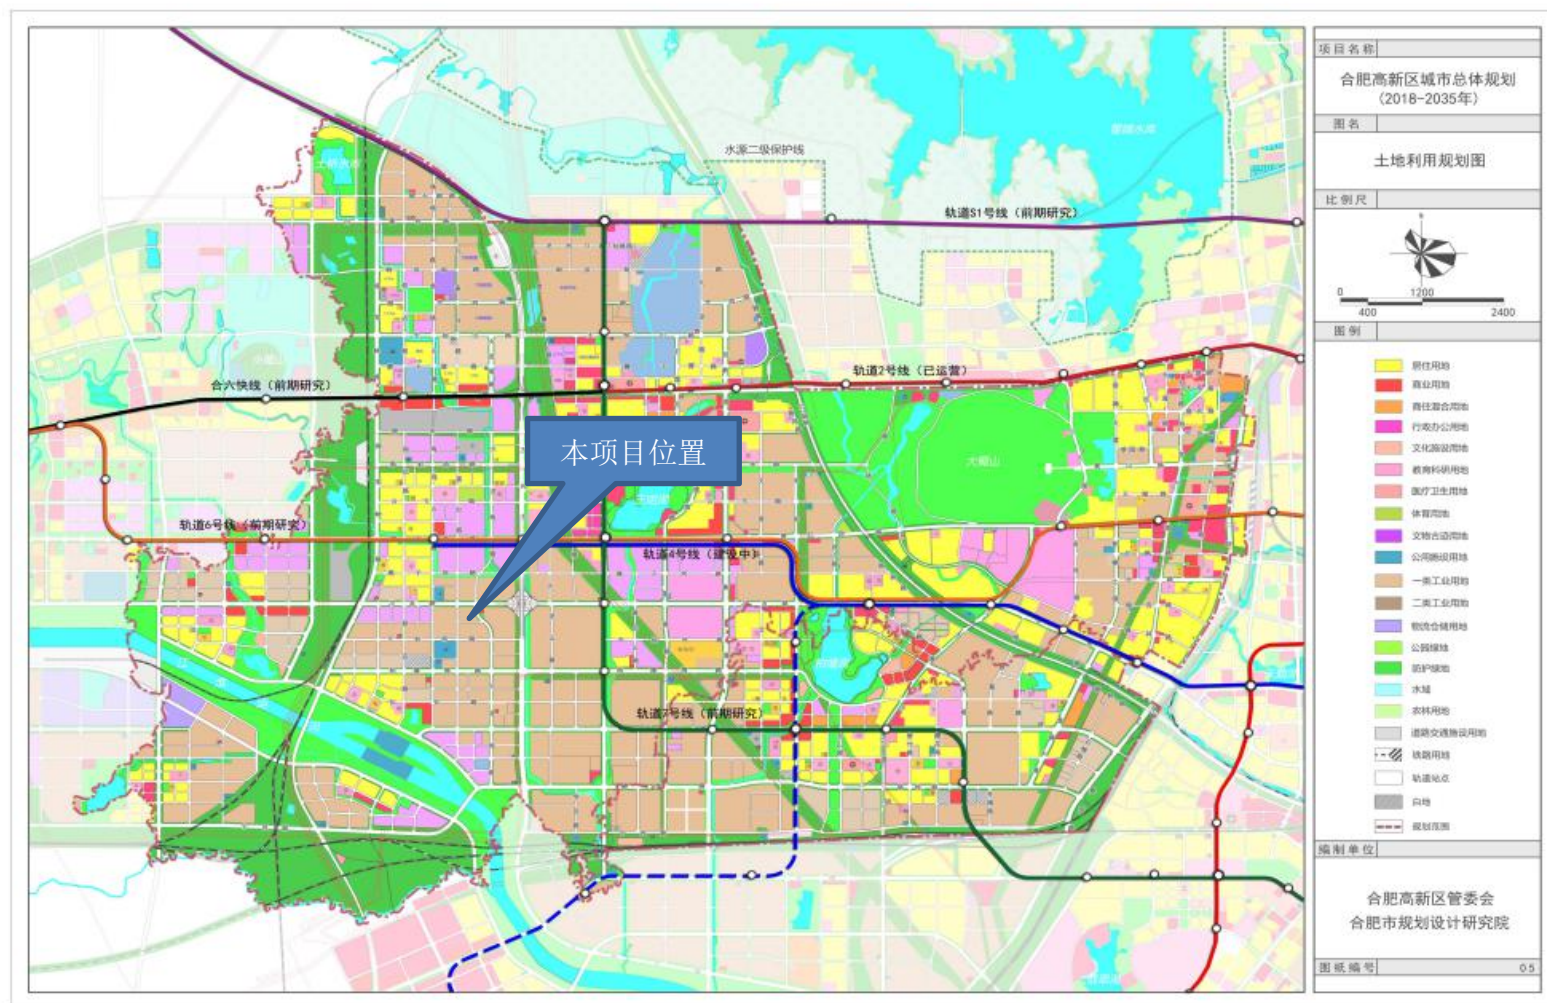 水源二级保护线
轨道S1号线（前期研究）
轨道2号线（已运营）
合六快线（前期研究）
本项目位置
大蜀山
轨道6号线（前期研究）
轨道4号线（建设中）
轨道7号线（前期研究）
项目名称
合肥高新区城市总体规划
（2018-2035年）
图名
土地利用规划图
比例尺
0 1200
400 2400
图例
居住用地
商业用地
商住混合用地
行政办公用地
文化设施用地
教育科研用地
医疗卫生用地
体育用地
文物古迹用地
公用设施用地
一类工业用地
二类工业用地
物流仓储用地
公园绿地
防护绿地
水域
农林用地
道路交通设施用地
铁路用地
轨道站点
白地
规划范围
编制单位
合肥高新区管委会
合肥市规划设计研究院
图纸编号 05